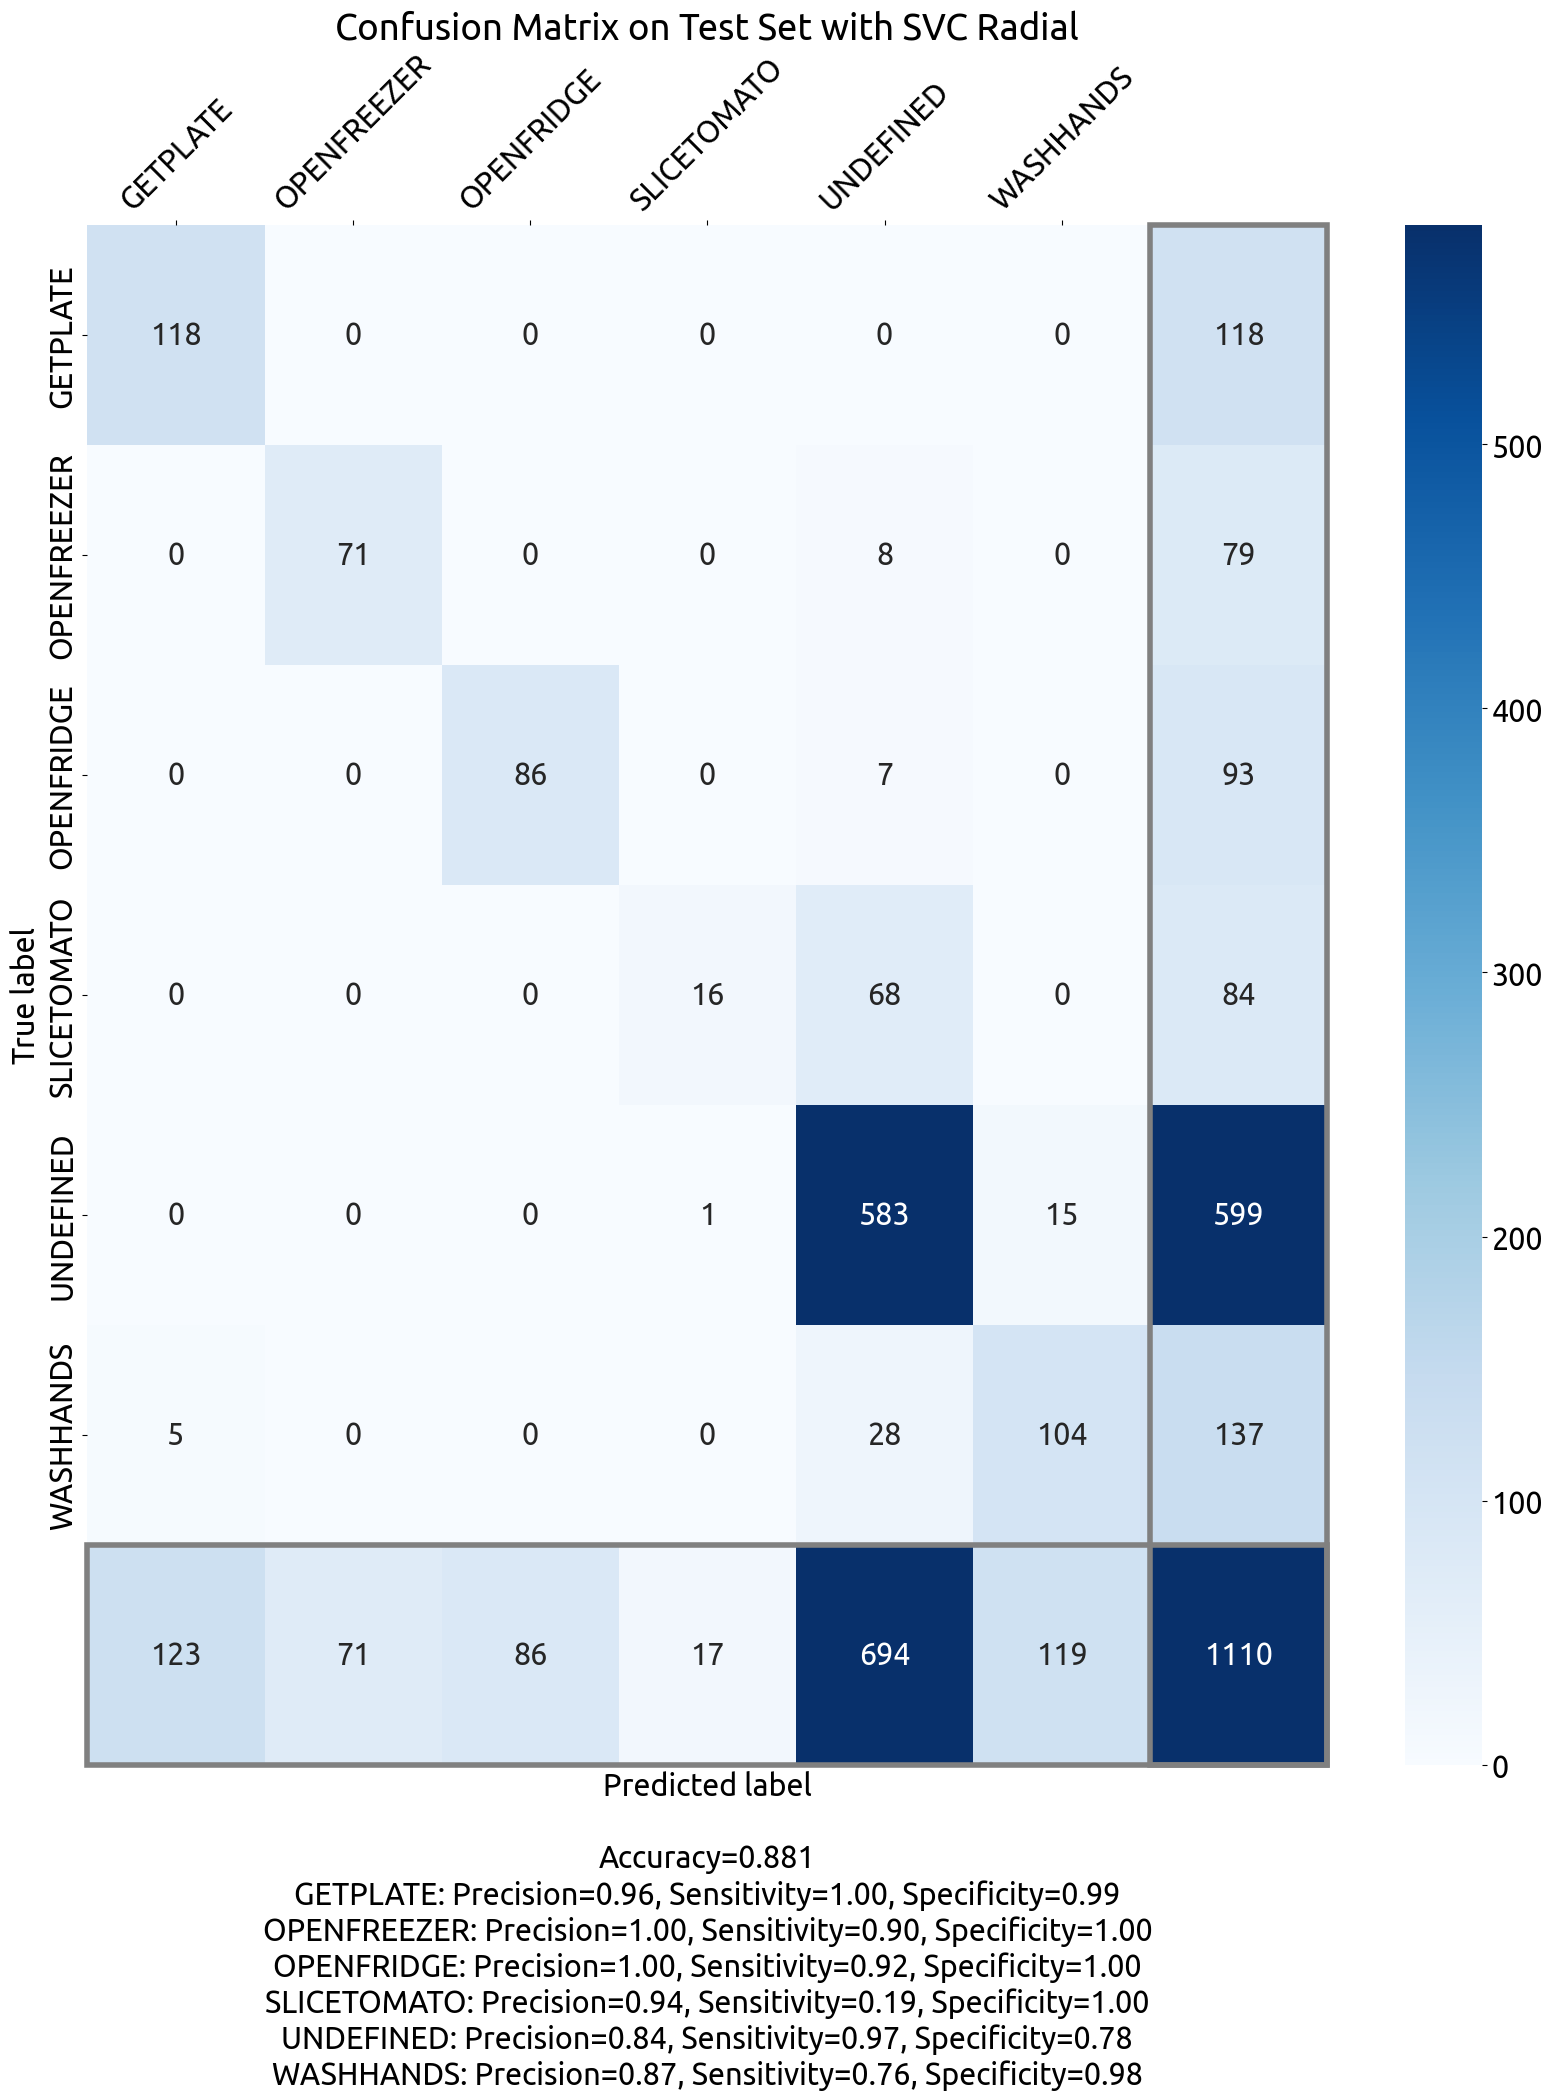 Confusion Matrix on Test Set with SVC Radial
GETPLATE OPENFREEZER OPENFRIDGE SLICETOMATO UNDEFINED WASHHANDS
GETPLATE 118 0 0 0 0 0 118
OPENFREEZER 0 71 0 0 8 0 79
OPENFRIDGE 0 0 86 0 7 0 93
True label
SLICETOMATO 0 0 0 16 68 0 84
UNDEFINED 0 0 0 1 583 15 599
WASHHANDS 5 0 0 0 28 104 137
123 71 86 17 694 119 1110
500
400
300
200
100
0
Predicted label
Accuracy=0.881
GETPLATE: Precision=0.96, Sensitivity=1.00, Specificity=0.99
OPENFREEZER: Precision=1.00, Sensitivity=0.90, Specificity=1.00
OPENFRIDGE: Precision=1.00, Sensitivity=0.92, Specificity=1.00
SLICETOMATO: Precision=0.94, Sensitivity=0.19, Specificity=1.00
UNDEFINED: Precision=0.84, Sensitivity=0.97, Specificity=0.78
WASHHANDS: Precision=0.87, Sensitivity=0.76, Specificity=0.98